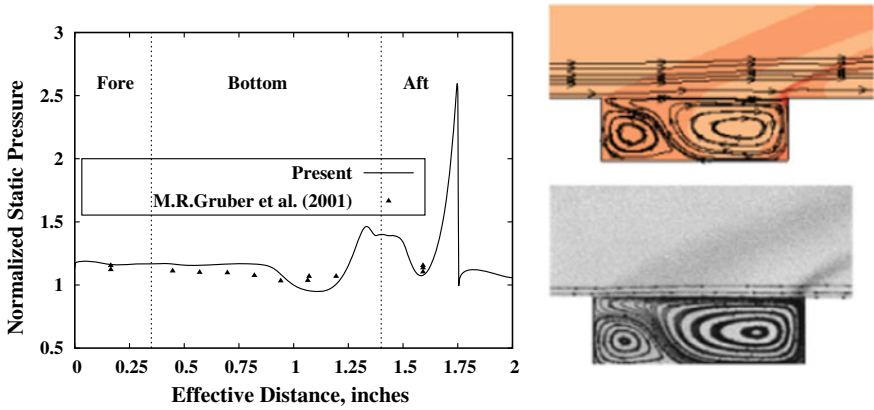 3
2.5
2
1.5
1
0.5
Normalized Static Pressure
Fore
Bottom
Aft
Present
M.R.Gruber et al. (2001)
0 0.25 0.5 0.75 1 1.25 1.5 1.75 2
Effective Distance, inches